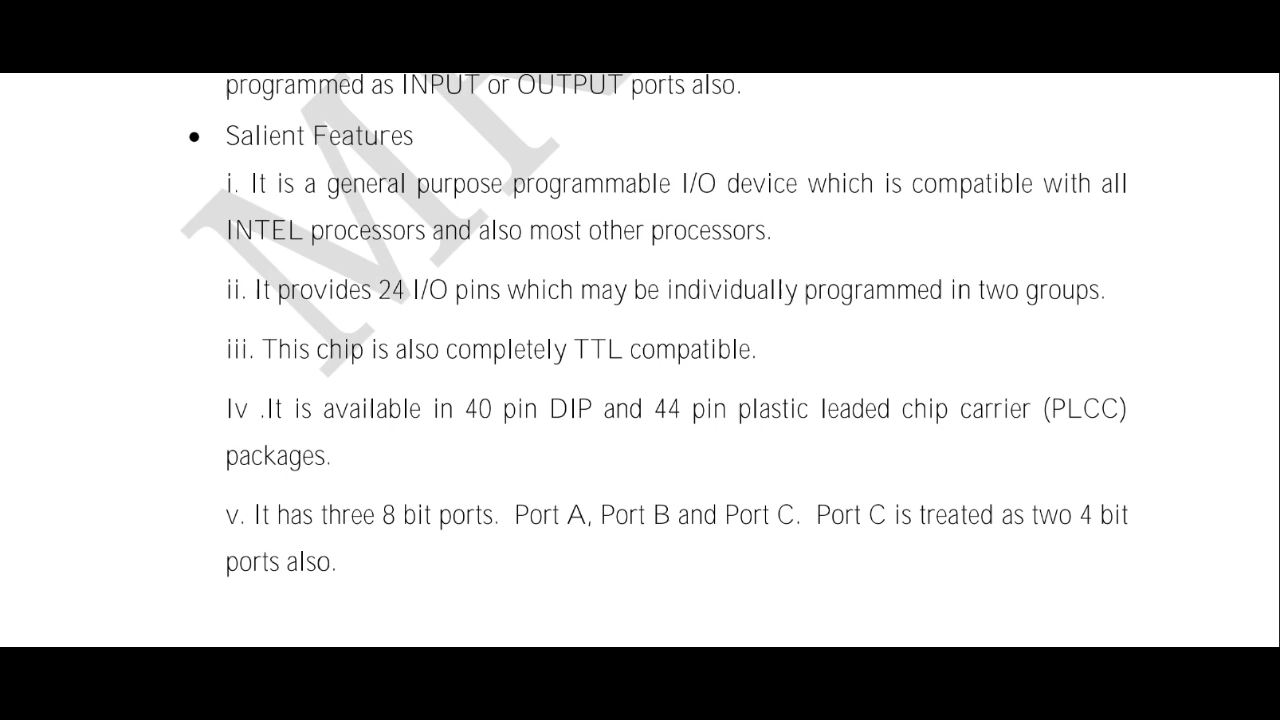 programmed as INPUT or OUTPUT ports also.
• Salient Features
i. It is a general purpose programmable I/O device which is compatible with all
INTEL processors and also most other processors.
ii. It provides 24 I/O pins which may be individually programmed in two groups.
iii. This chip is also completely TTL compatible.
Iv .It is available in 40 pin DIP and 44 pin plastic leaded chip carrier (PLCC)
packages.
v. It has three 8 bit ports. Port A, Port B and Port C. Port C is treated as two 4 bit
ports also.